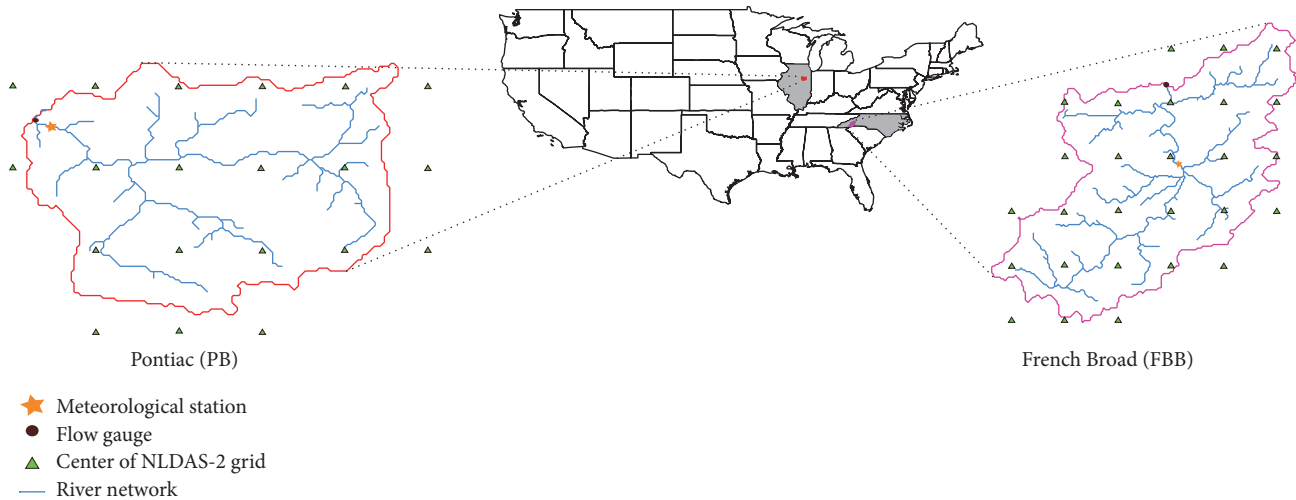 Pontiac (PB)
French Broad (FBB)
Meteorological station
Flow gauge
Center of NLDAS-2 grid
River network